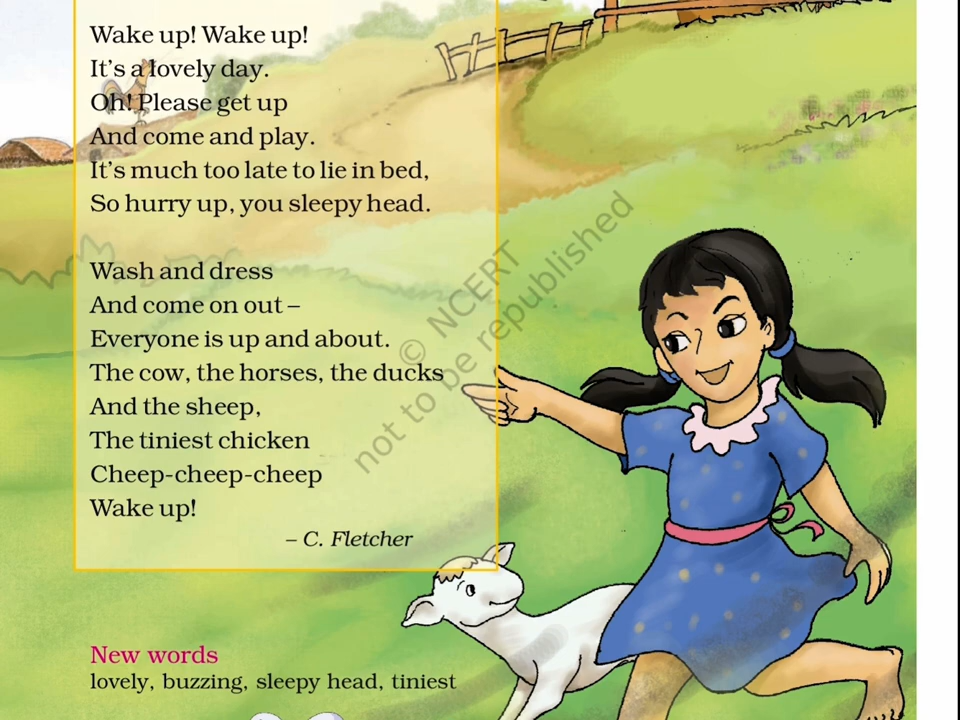 Wake up! Wake up!
It's a lovely day.
Oh! Please get up
And come and play.
It's much too late to lie in bed,
So hurry up, you sleepy head.
Wash and dress
And come on out –
Everyone is up and about.
The cow, the horses, the ducks
And the sheep,
The tiniest chicken
Cheep-cheep-cheep
Wake up!
– C. Fletcher
© NCERT
not to be republished
New words
lovely, buzzing, sleepy head, tiniest